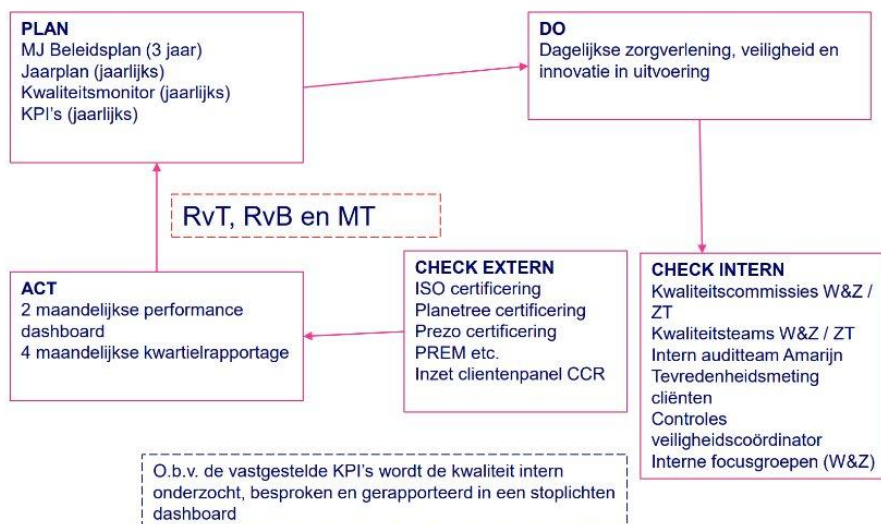 PLAN
MJ Beleidsplan (3 jaar)
Jaarplan (jaarlijks)
Kwaliteitsmonitor (jaarlijks)
KPI's (jaarlijks)
DO
Dagelijkse zorgverlening, veiligheid en
innovatie in uitvoering
RvT, RvB en MT
ACT
2 maandelijkse performance
dashboard
4 maandelijkse kwartielrapportage
CHECK EXTERN
ISO certificering
Planetree certificering
Prezo certificering
PREM etc.
Inzet clientenpanel CCR
CHECK INTERN
Kwaliteitscommissies W&Z /
ZT
Kwaliteitsteams W&Z / ZT
Intern auditteam Amarijn
Tevredenheidsmeting
cliënten
Controles
veiligheidscoördinator
Interne focusgroepen (W&Z)
O.b.v. de vastgestelde KPI's wordt de kwaliteit intern
onderzocht, besproken en gerapporteerd in een stoplichten
dashboard